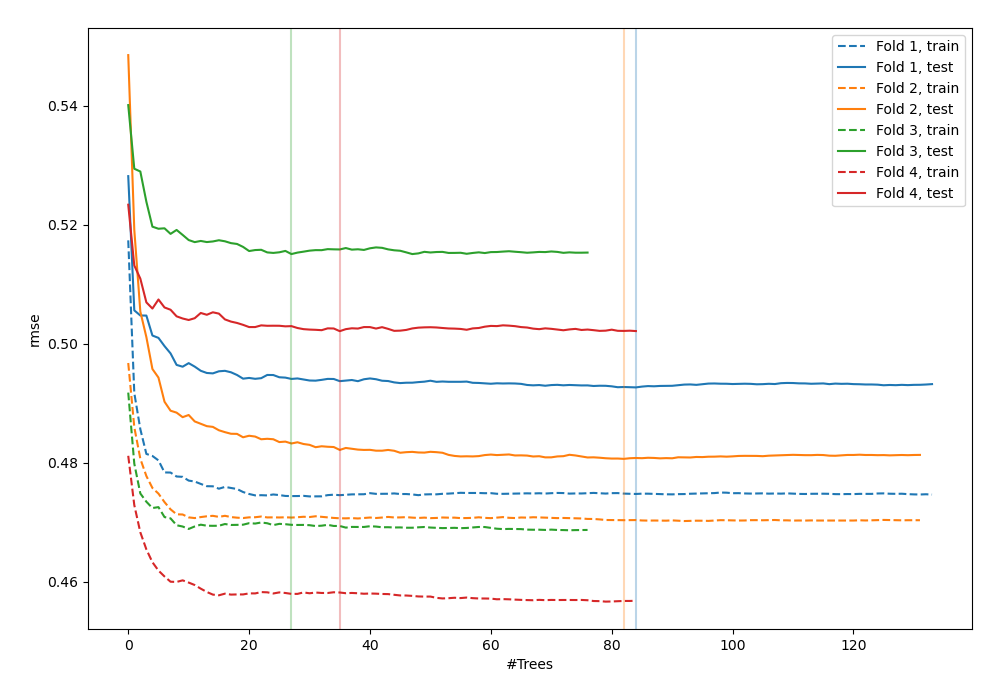 0.54
0.52
0.50
0.48
0.46
rmse
0
20
40
60
80
100
120
#Trees
Fold 1, train
Fold 1, test
Fold 2, train
Fold 2, test
Fold 3, train
Fold 3, test
Fold 4, train
Fold 4, test